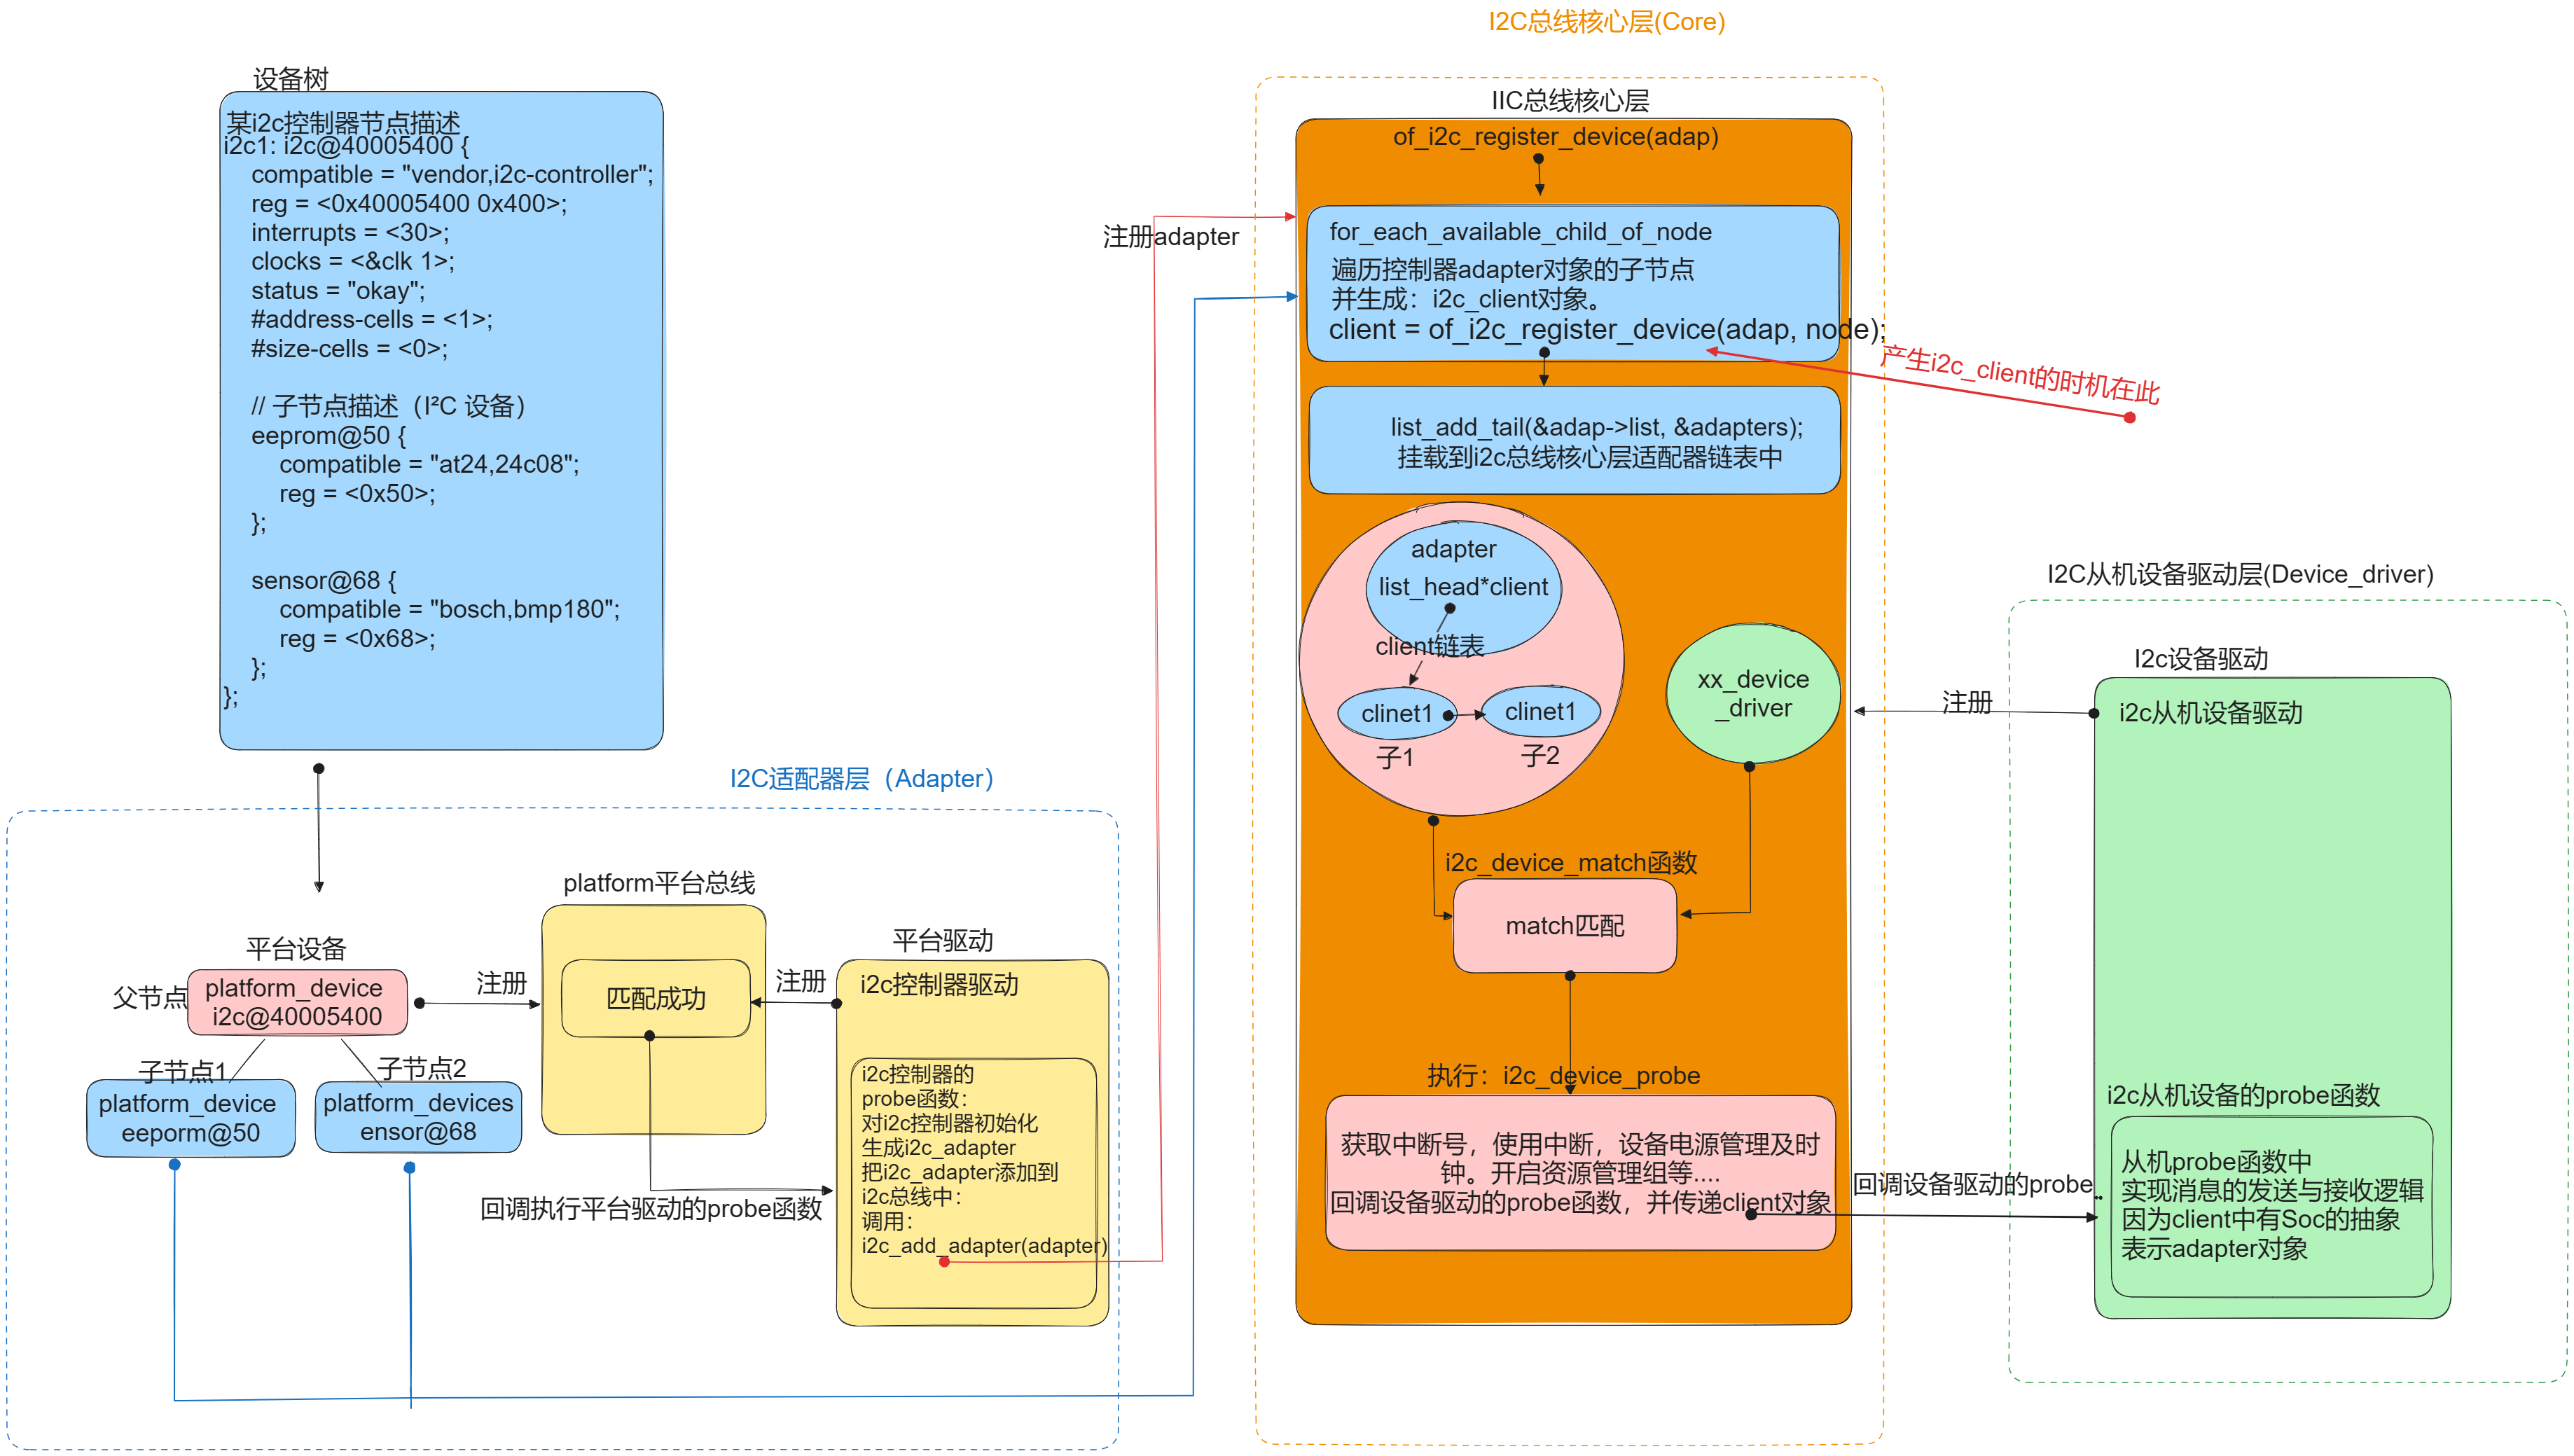 I2C总线核心层(Core)
设备树
某i2c控制器节点描述
i2c1: i2c@40005400 {
compatible = "vendor,i2c-controller";
reg = <0x40005400 0x400>;
interrupts = <30>;
clocks = <&clk 1>;
status = "okay";
#address-cells = <1>;
#size-cells = <0>;
// 子节点描述（I²C 设备）
eeprom@50 {
compatible = "at24,24c08";
reg = <0x50>;
};
sensor@68 {
compatible = "bosch,bmp180";
reg = <0x68>;
};
};
I2C适配器层（Adapter）
平台设备
父节点
platform_device
i2c@40005400
子节点1
platform_device
eeporm@50
子节点2
platform_devices
ensor@68
注册
platform平台总线
匹配成功
注册
回调执行平台驱动的probe函数
平台驱动
i2c控制器驱动
i2c控制器的
probe函数：
对i2c控制器初始化
生成i2c_adapter
把i2c_adapter添加到
i2c总线中：
调用：
i2c_add_adapter(adapter)
注册adapter
IIC总线核心层
of_i2c_register_device(adap)
for_each_available_child_of_node
遍历控制器adapter对象的子节点
并生成：i2c_client对象。
client = of_i2c_register_device(adap, node);
产生i2c_client的时机在此
list_add_tail(&adap->list, &adapters);
挂载到i2c总线核心层适配器链表中
adapter
list_head*client
client链表
clinet1
clinet1
子1
子2
xx_device
_driver
i2c_device_match函数
match匹配
执行：i2c_device_probe
获取中断号，使用中断，设备电源管理及时
钟。开启资源管理组等....
回调设备驱动的probe函数，并传递client对象
I2C从机设备驱动层(Device_driver)
I2c设备驱动
注册
i2c从机设备驱动
i2c从机设备的probe函数
回调设备驱动的probe..
从机probe函数中
实现消息的发送与接收逻辑
因为client中有Soc的抽象
表示adapter对象